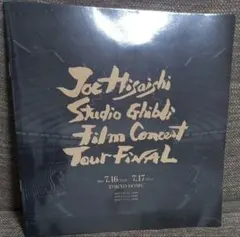 Joe Hisaishi
Studio Ghibli
Film Concert
Tour Final
7.16 7.17
TOKYO DOME